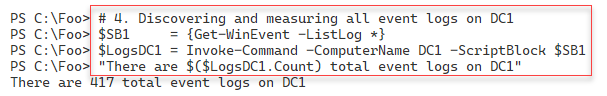 PS C:\Foo> # 4. Discovering and measuring all event logs on DC1
PS C:\Foo> $SB1     = {Get-WinEvent -ListLog *}
PS C:\Foo> $LogsDC1 = Invoke-Command -ComputerName DC1 -ScriptBlock $SB1
PS C:\Foo> "There are $($LogsDC1.Count) total event logs on DC1"
There are 417 total event logs on DC1